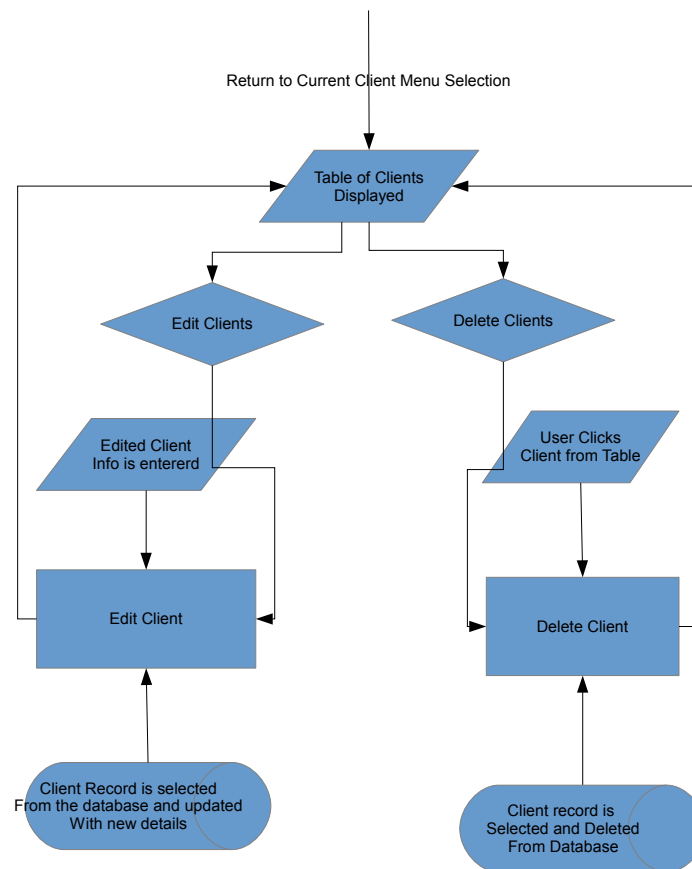 Return to Current Client Menu Selection
Table of Clients
Displayed
Edit Clients
Delete Clients
Edited Client
Info is entererd
User Clicks
Client from Table
Edit Client
Delete Client
Client Record is selected
From the database and updated
With new details
Client record is
Selected and Deleted
From Database